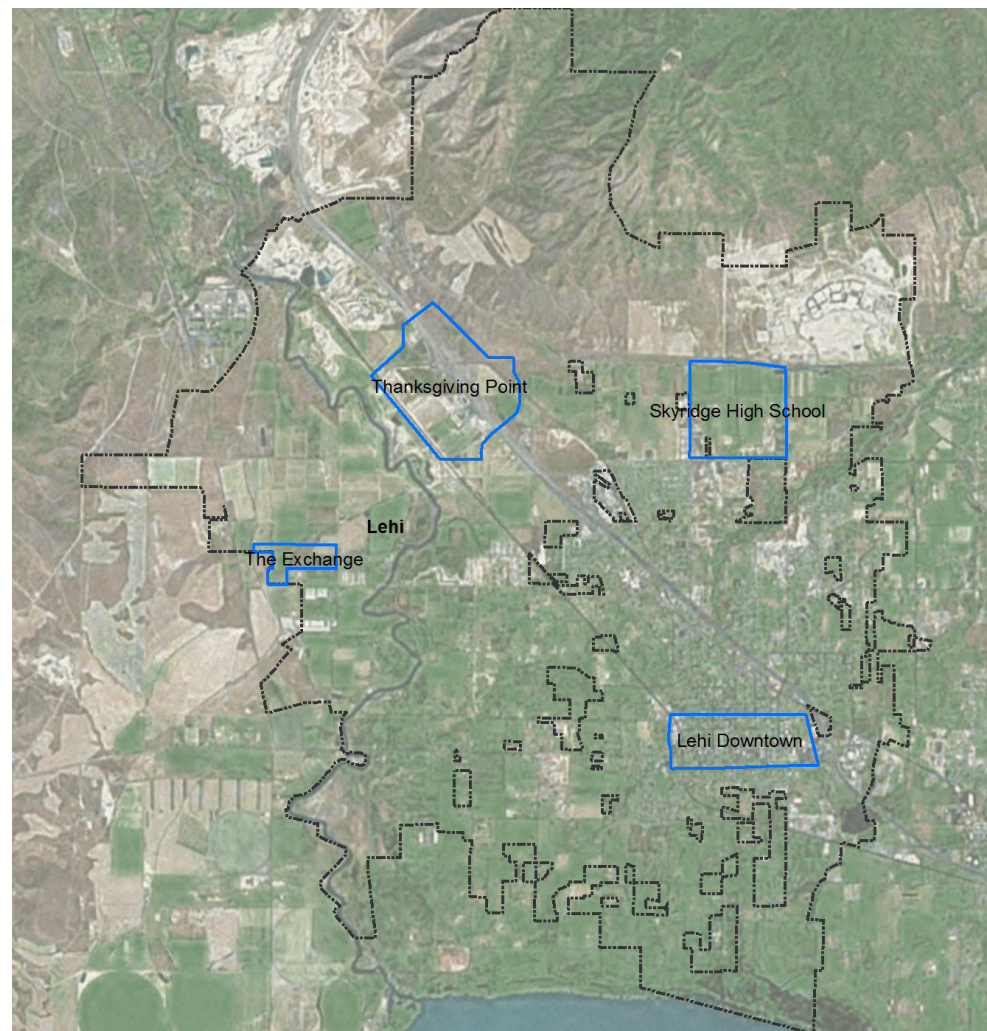 Thanksgiving Point
Skyridge High School
Lehi
The Exchange
Lehi Downtown